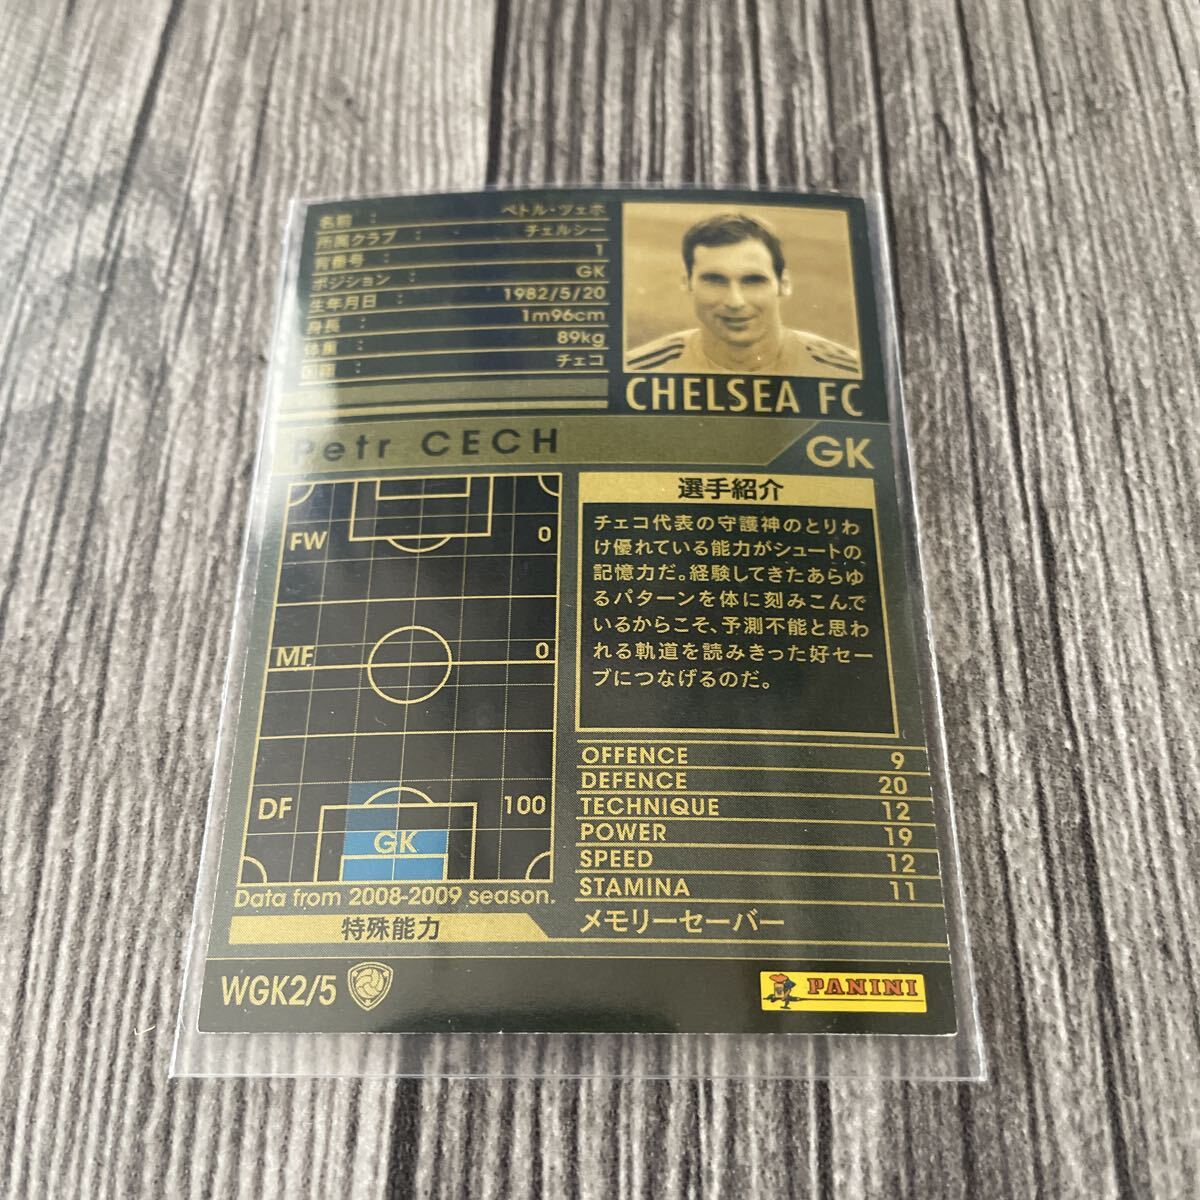 名前 : ペトル・ツェホ
所属クラブ : チェルシー
背番号 : 1
ポジション : GK
生年月日 : 1982/5/20
身長 : 1m96cm
体重 : 89kg
国籍 : チェコ
CHELSEA FC
Petr CECH
GK
FW 0
MF 0
DF 100
GK
Data from 2008-2009 season.
選手紹介
チェコ代表の守護神のとりわ
け優れている能力がシュートの
記憶力だ。経験してきたあらゆ
るパターンを体に刻みこんで
いるからこそ、予測不能と思わ
れる軌道を読みきった好セー
ブにつなげるのだ。
OFFENCE 9
DEFENCE 20
TECHNIQUE 12
POWER 19
SPEED 12
STAMINA 11
特殊能力 メモリーセーバー
WGK2/5
PANINI